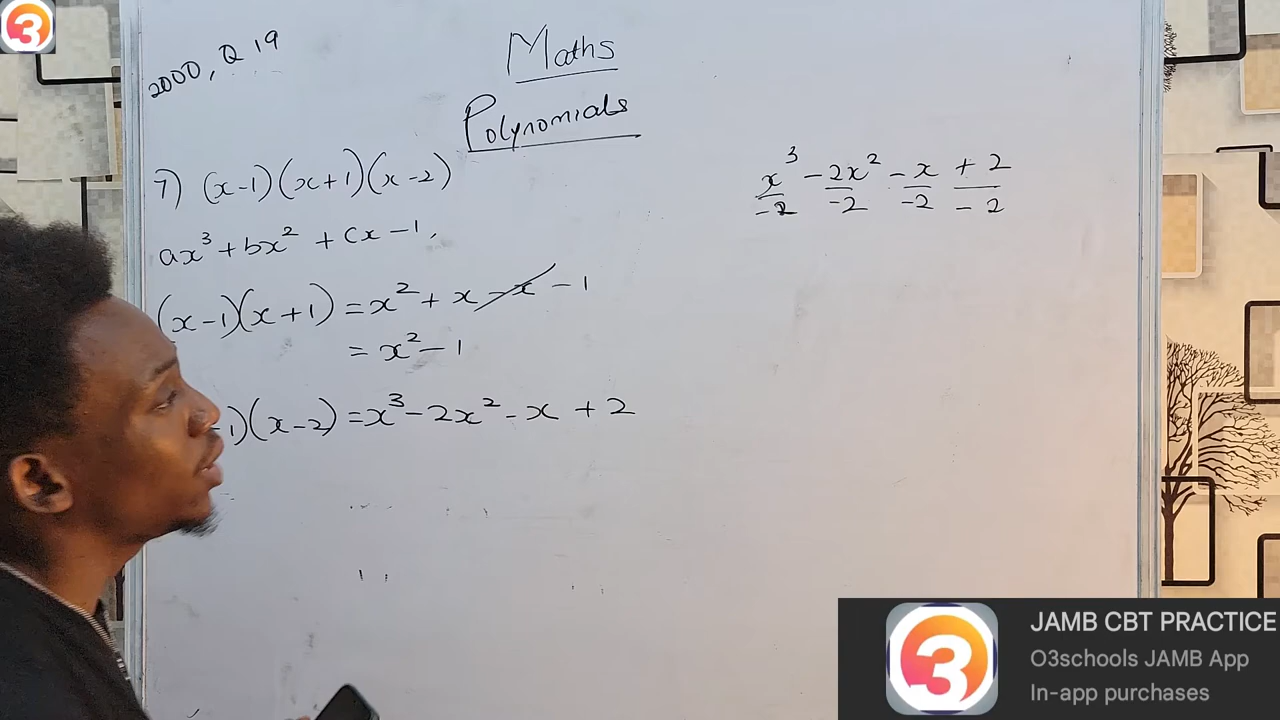 3
2000, Q 19
Maths
Polynomials
7) (x-1)(x+1)(x-2)
ax³+bx² + cx -1,
(x-1)(x+1) = x² + x - x - 1
= x² - 1
-1)(x-2) = x³ - 2x² - x + 2
x³ - 2x² - x + 2
-2 -2 -2 -2
3
JAMB CBT PRACTICE
O3schools JAMB App
In-app purchases